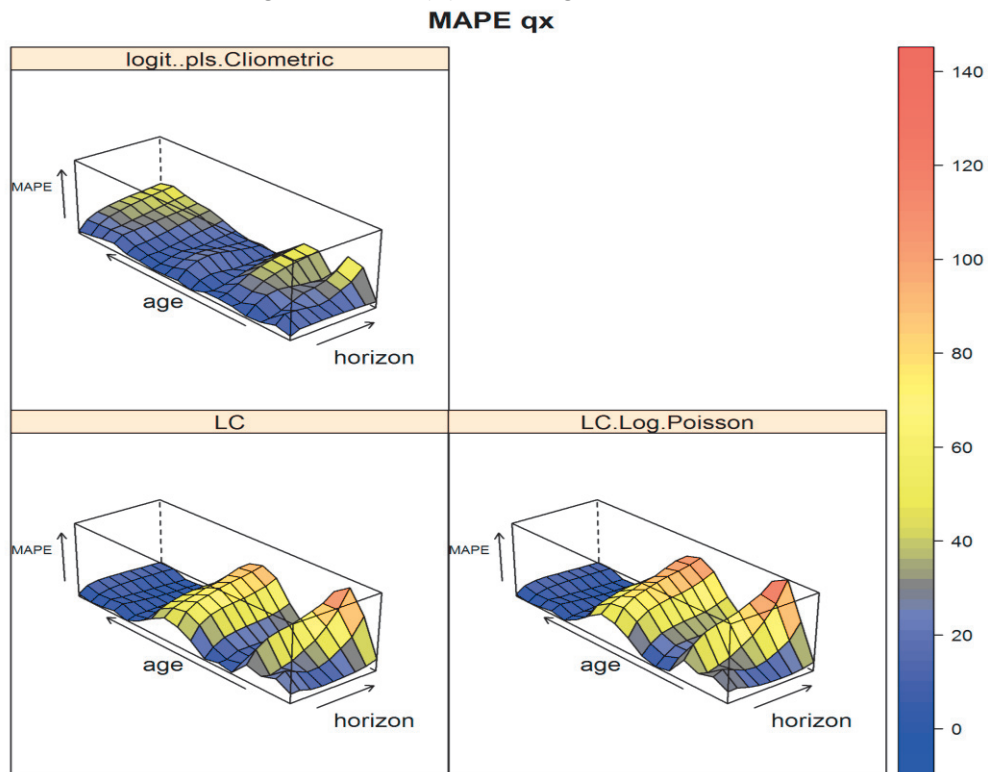 MAPE qx
logit..pls.Cliometric
MAPE
age
horizon
LC
MAPE
age
horizon
LC.Log.Poisson
MAPE
age
horizon
140
120
100
80
60
40
20
0